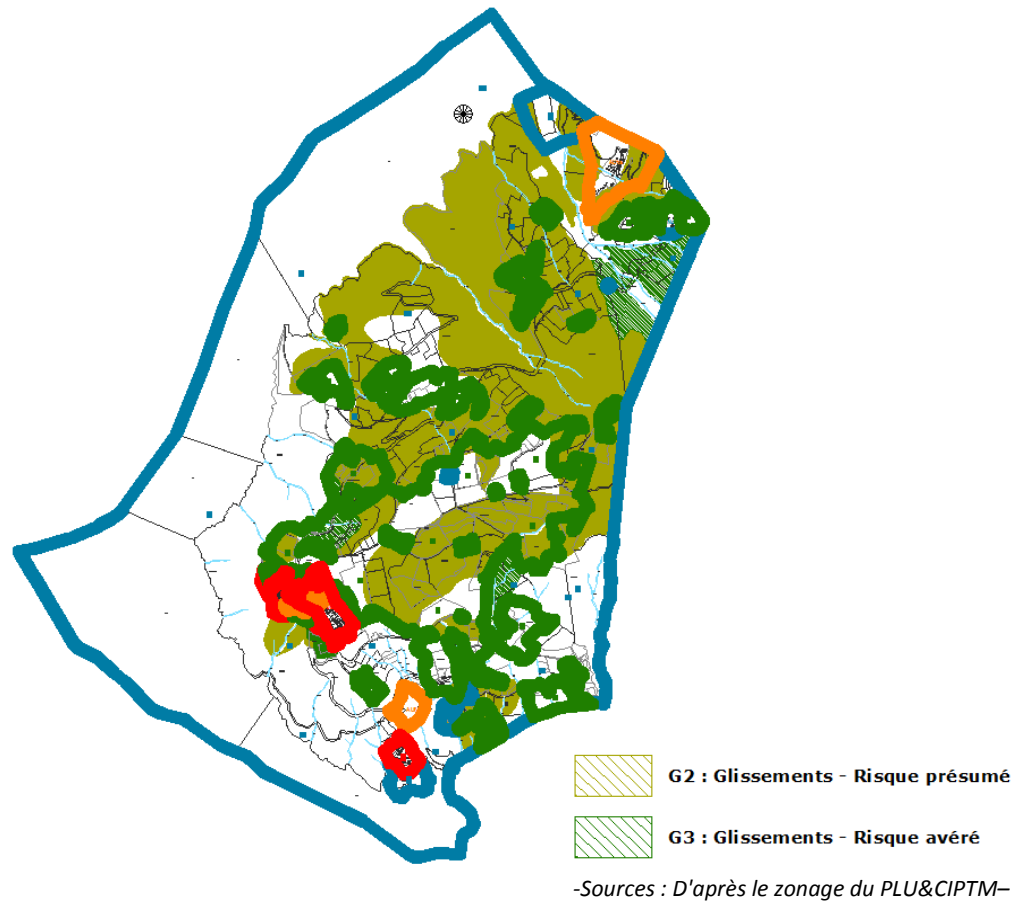 G2 : Glissements - Risque présumé
G3 : Glissements - Risque avéré
-Sources : D'après le zonage du PLU&CIPTM–